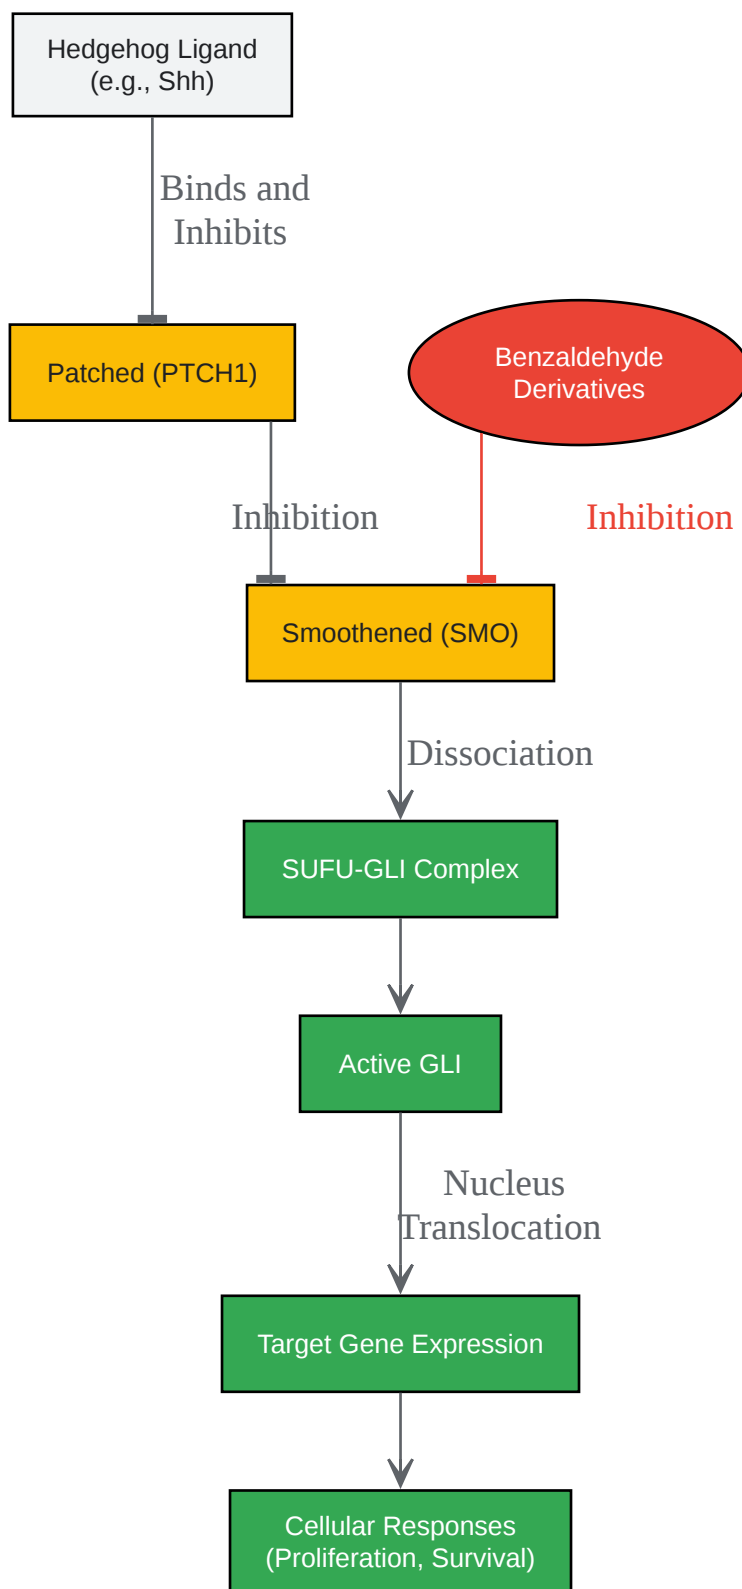 Hedgehog Ligand
(e.g., Shh)
Binds and
Inhibits
Patched (PTCH1)
Benzaldehyde
Derivatives
Inhibition
Inhibition
Smoothened (SMO)
Dissociation
SUFU-GLI Complex
Active GLI
Nucleus
Translocation
Target Gene Expression
Cellular Responses
(Proliferation, Survival)